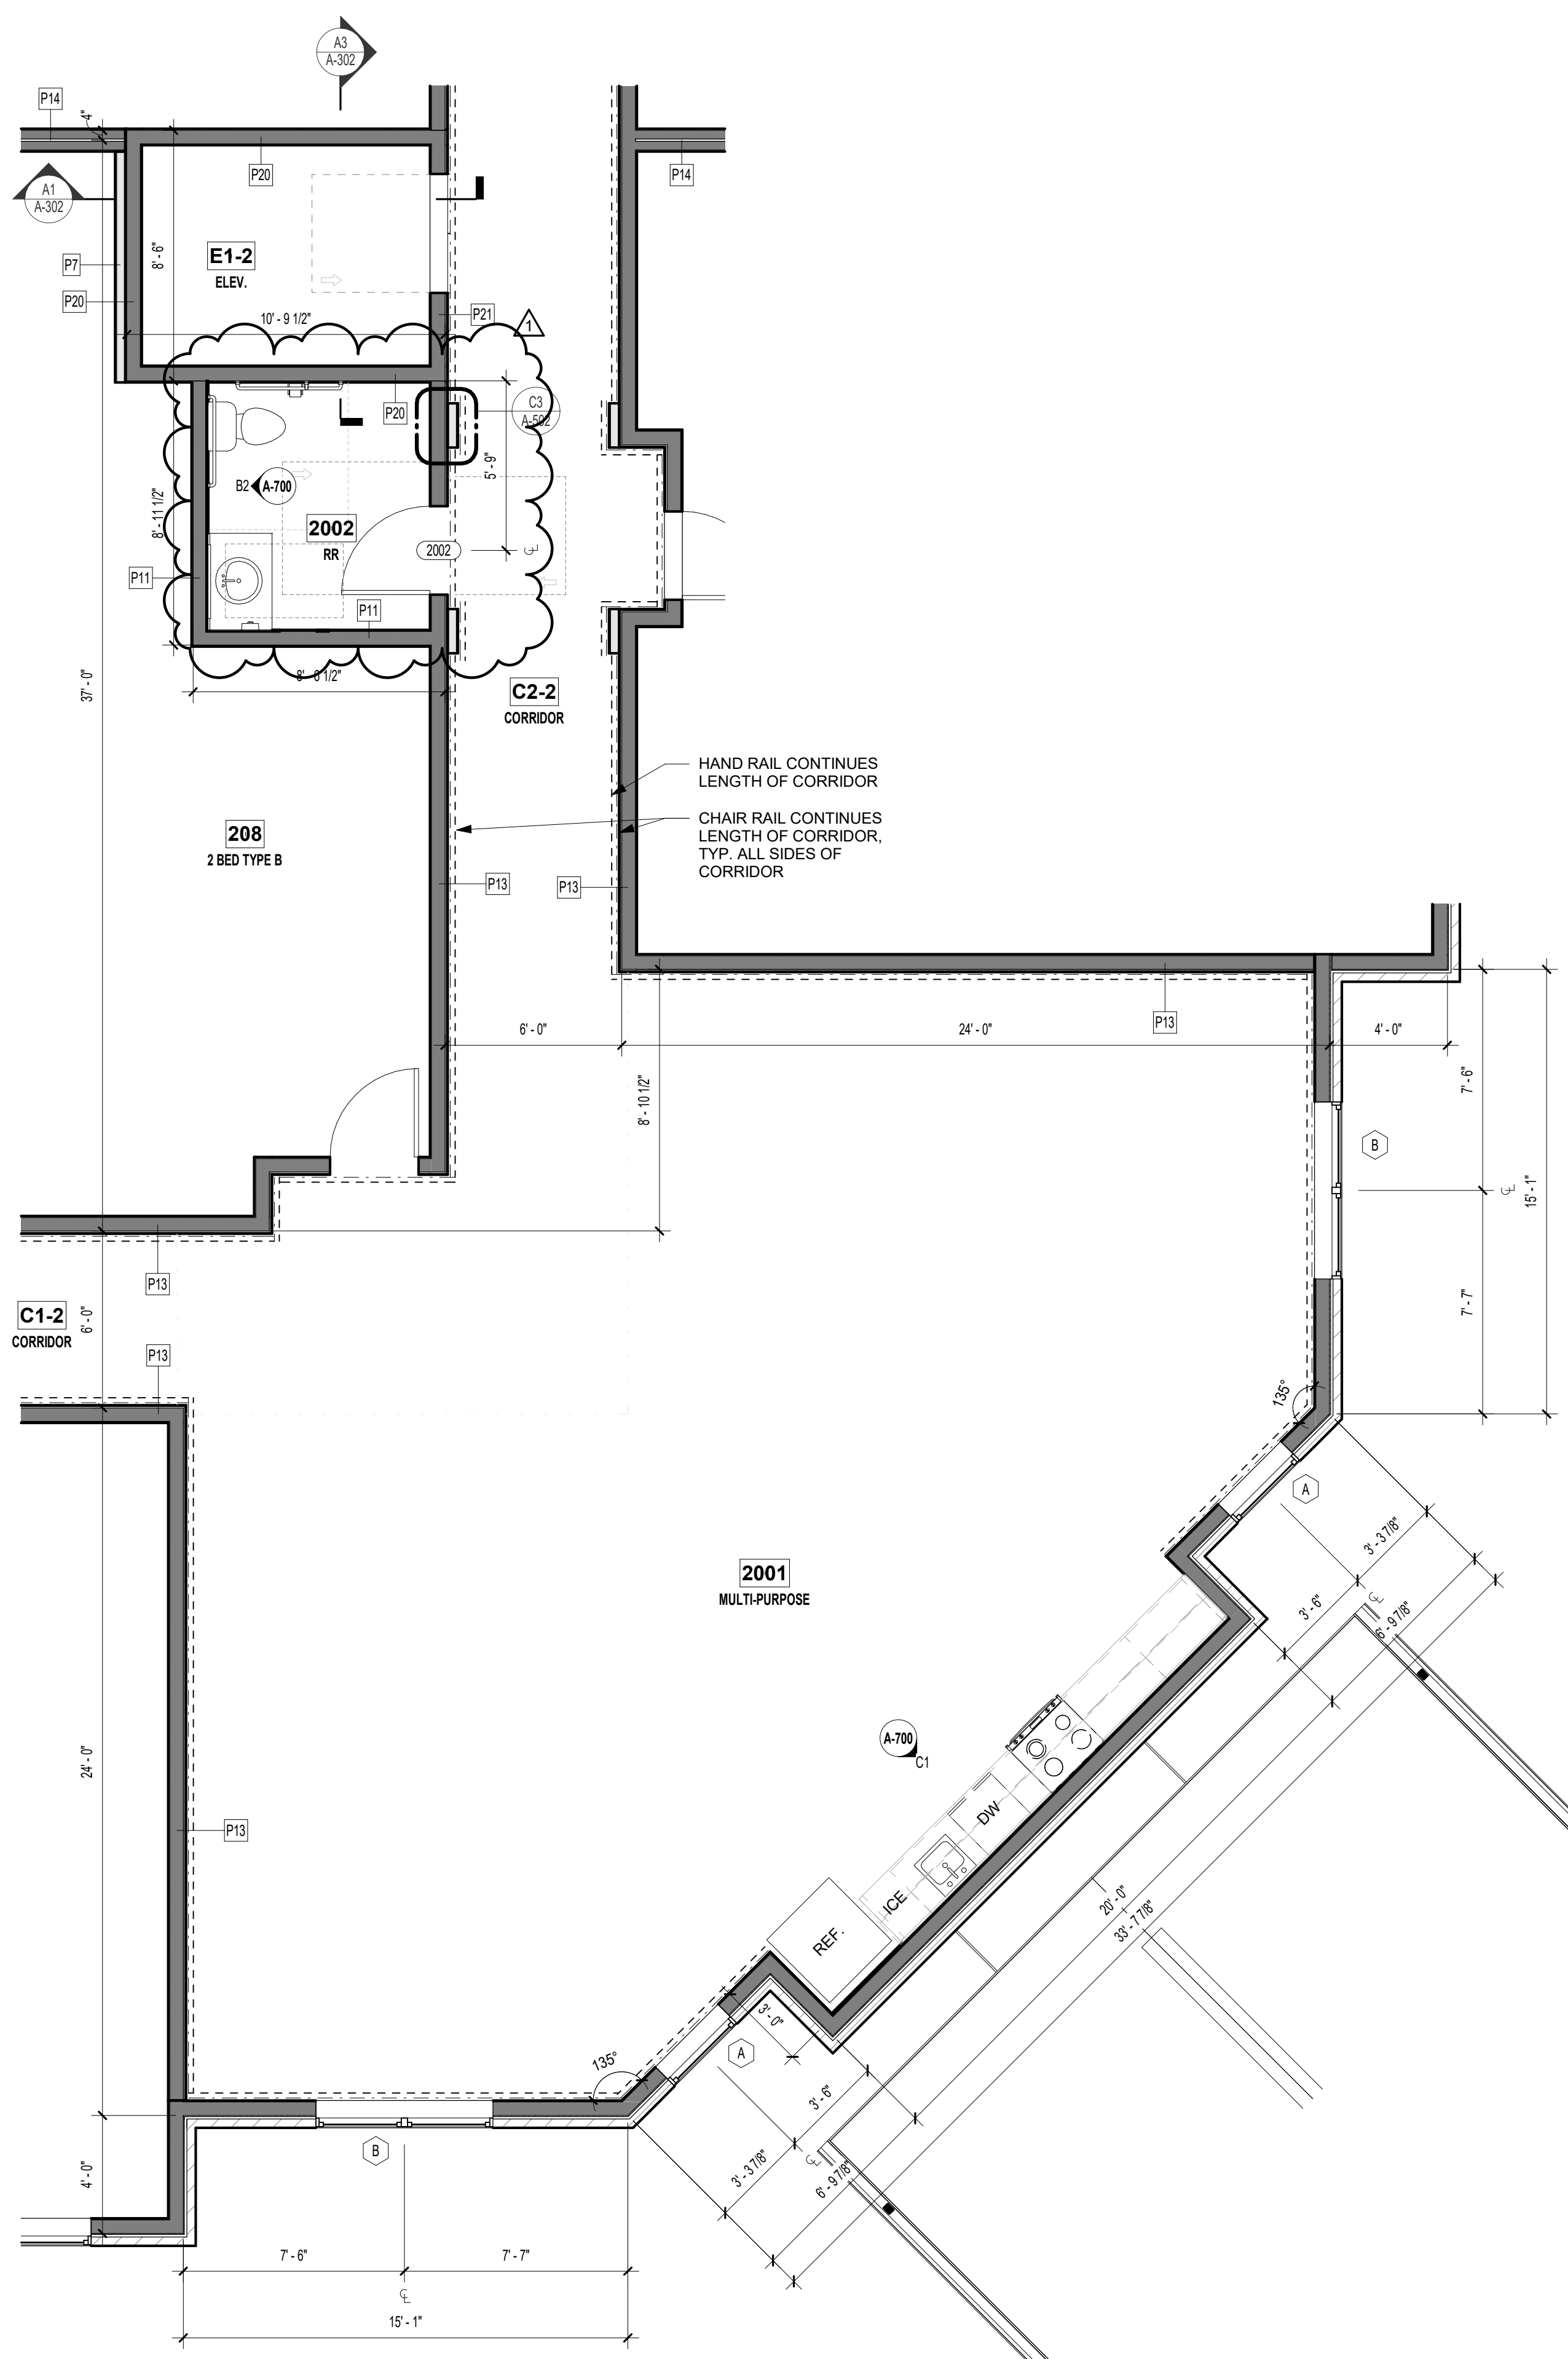 A3
A-302
P14
4"
P20
P14
A1
A-302
8' - 6"
E1-2
ELEV.
P7
P20
P21
10' - 9 1/2"
1
P20
C3
A-502
5' - 9"
B2
A-700
8' - 11 1/2"
2002
RR
2002
CL
P11
P11
8' - 6 1/2"
37' - 0"
C2-2
CORRIDOR
HAND RAIL CONTINUES
LENGTH OF CORRIDOR
CHAIR RAIL CONTINUES
LENGTH OF CORRIDOR,
TYP. ALL SIDES OF
CORRIDOR
208
2 BED TYPE B
P13
P13
P13
6' - 0"
24' - 0"
4' - 0"
7' - 6"
8' - 10 1/2"
B
CL
15' - 1"
P13
C1-2
CORRIDOR
6' - 0"
7' - 7"
P13
135°
A
3' - 3 7/8"
2001
MULTI-PURPOSE
3' - 6"
CL
6' - 9 7/8"
A-700
C1
24' - 0"
P13
DW
ICE
REF.
20' - 0"
33' - 7 7/8"
3' - 0"
A
135°
3' - 6"
B
CL
3' - 3 7/8"
6' - 9 7/8"
4' - 0"
7' - 6"
7' - 7"
CL
15' - 1"